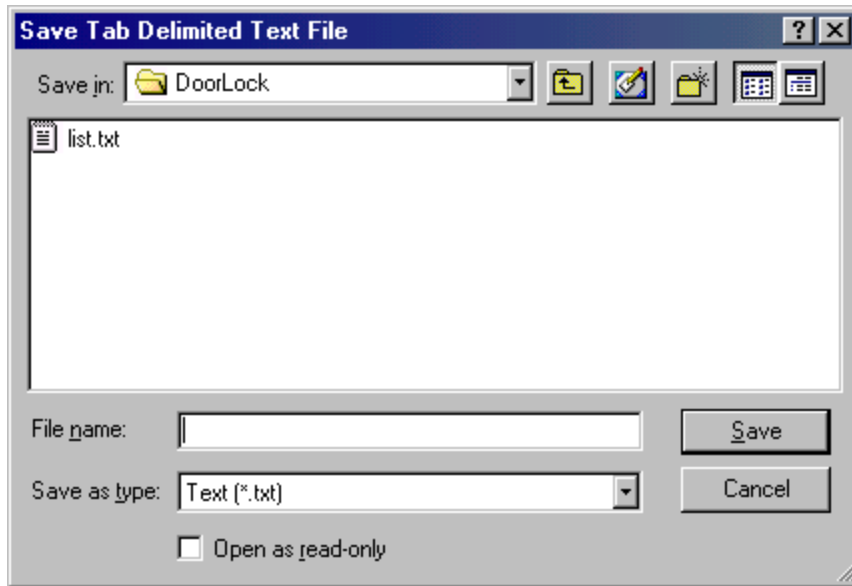 Save Tab Delimited Text File
Save in: DoorLock
list.txt
File name: Save
Save as type: Text (*.txt) Cancel
Open as read-only